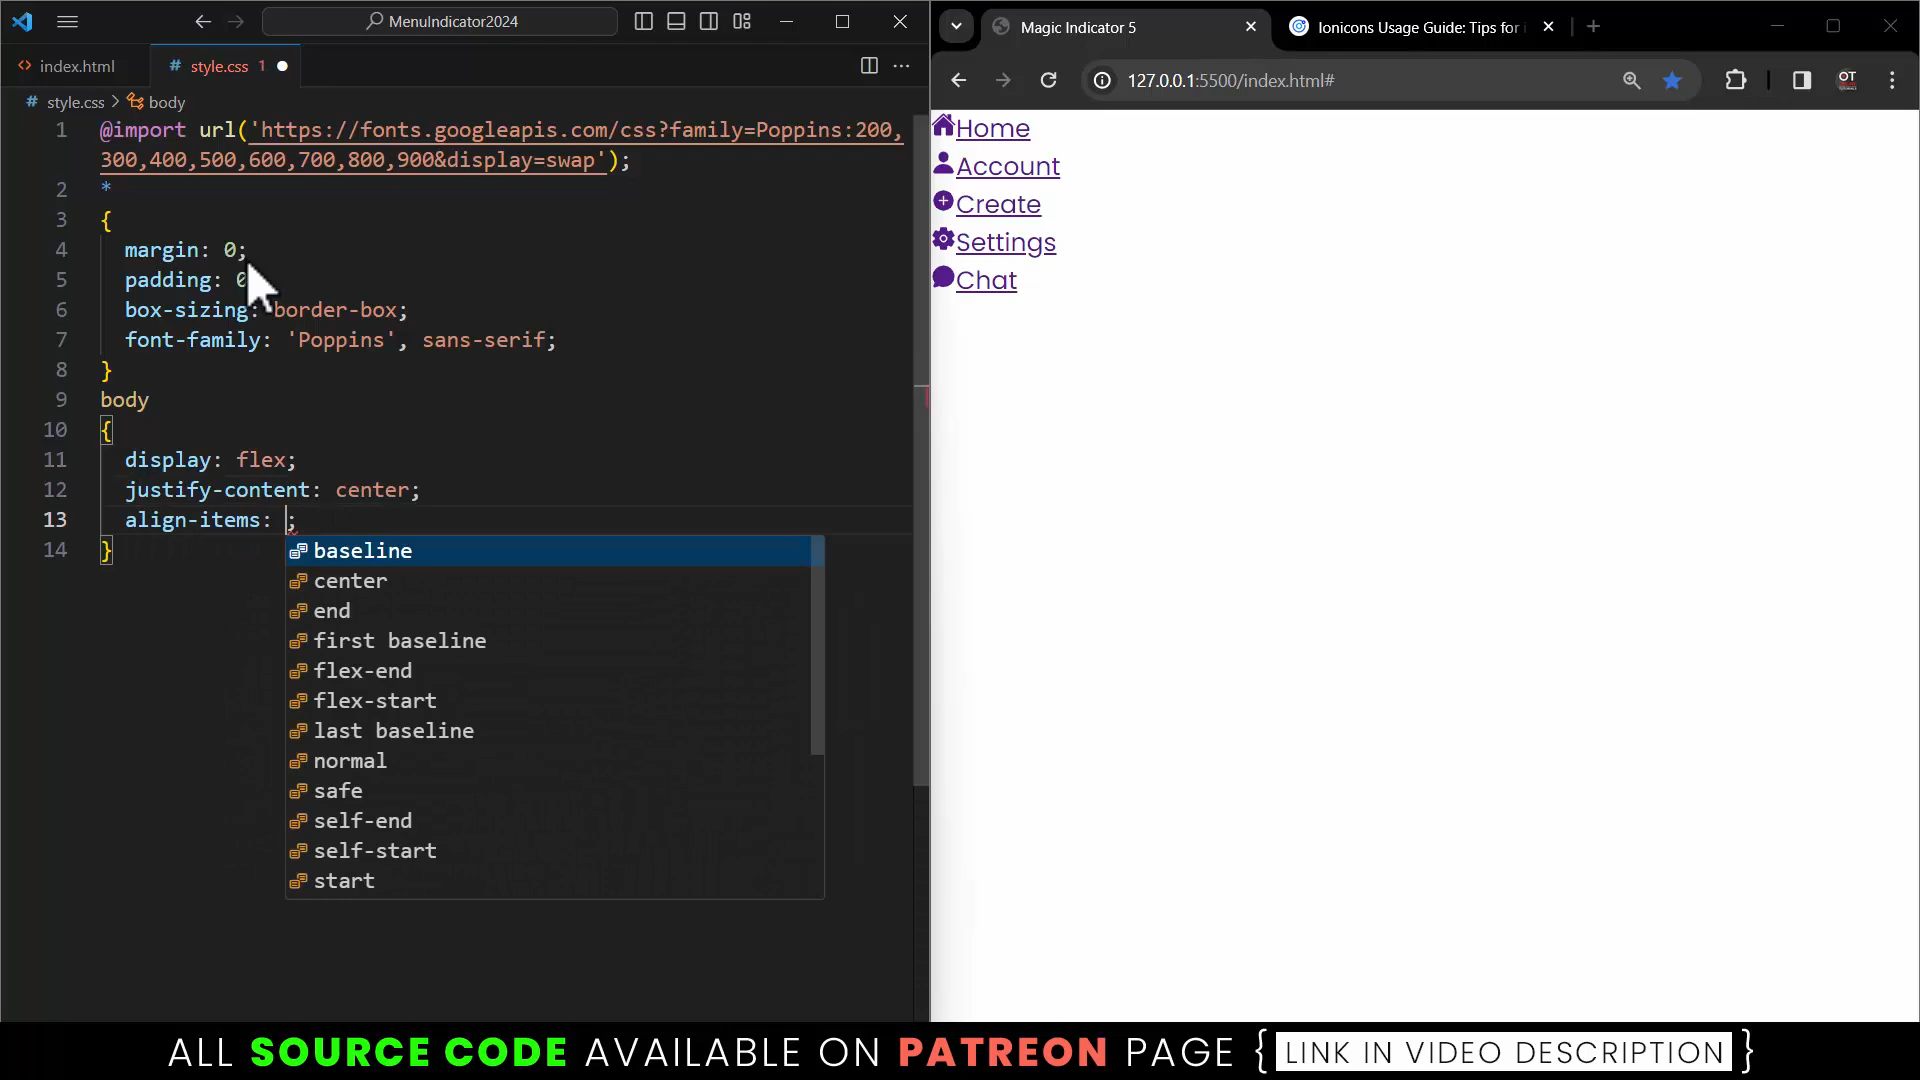 MenuIndicator2024
index.html
style.css 1
style.css > body
1 @import url('https://fonts.googleapis.com/css?family=Poppins:200,
300,400,500,600,700,800,900&display=swap');
2 *
3 {
4 margin: 0;
5 padding: 0
6 box-sizing: border-box;
7 font-family: 'Poppins', sans-serif;
8 }
9 body
10 {
11 display: flex;
12 justify-content: center;
13 align-items: ;
14 }
baseline
center
end
first baseline
flex-end
flex-start
last baseline
normal
safe
self-end
self-start
start
Magic Indicator 5
Ionicons Usage Guide: Tips for
127.0.0.1:5500/index.html#
OT
Home
Account
Create
Settings
Chat
ALL SOURCE CODE AVAILABLE ON PATREON PAGE { LINK IN VIDEO DESCRIPTION }